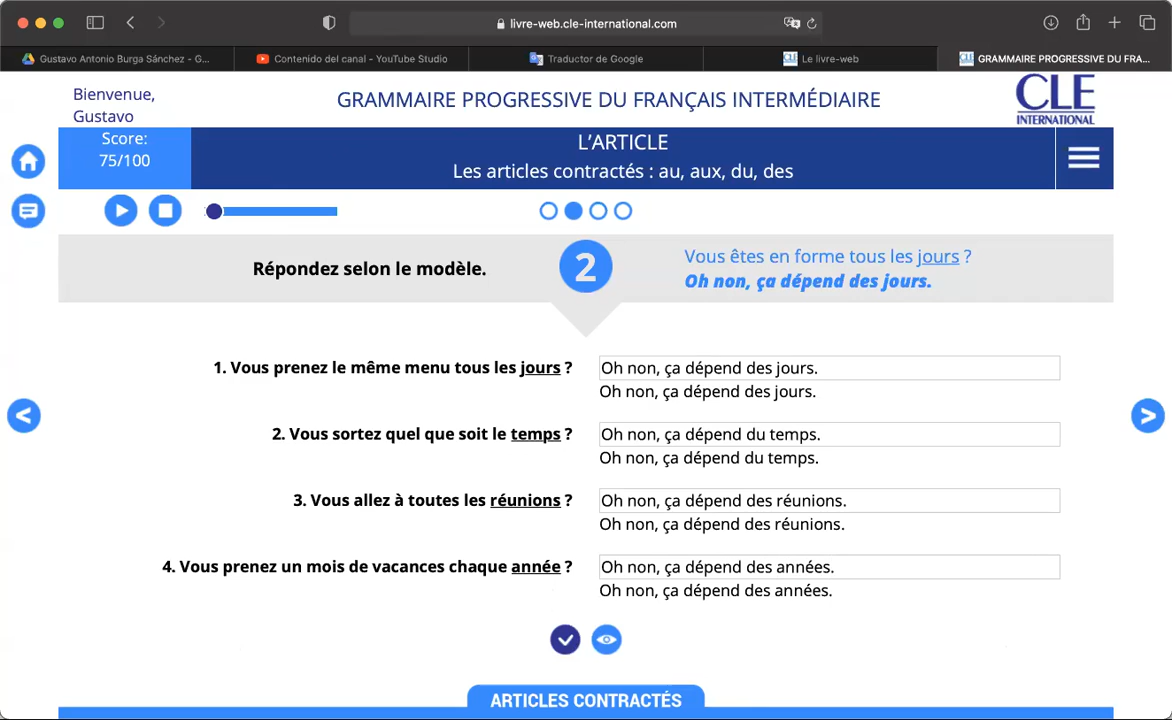 livre-web.cle-international.com
Gustavo Antonio Burga Sánchez - G...
Contenido del canal - YouTube Studio
Traductor de Google
Le livre-web
GRAMMAIRE PROGRESSIVE DU FRA...
Bienvenue,
Gustavo
GRAMMAIRE PROGRESSIVE DU FRANÇAIS INTERMÉDIAIRE
CLE
INTERNATIONAL
Score:
75/100
L'ARTICLE
Les articles contractés : au, aux, du, des
Répondez selon le modèle.
2
Vous êtes en forme tous les jours ?
Oh non, ça dépend des jours.
1. Vous prenez le même menu tous les jours ?
Oh non, ça dépend des jours.
Oh non, ça dépend des jours.
2. Vous sortez quel que soit le temps ?
Oh non, ça dépend du temps.
Oh non, ça dépend du temps.
3. Vous allez à toutes les réunions ?
Oh non, ça dépend des réunions.
Oh non, ça dépend des réunions.
4. Vous prenez un mois de vacances chaque année ?
Oh non, ça dépend des années.
Oh non, ça dépend des années.
ARTICLES CONTRACTÉS